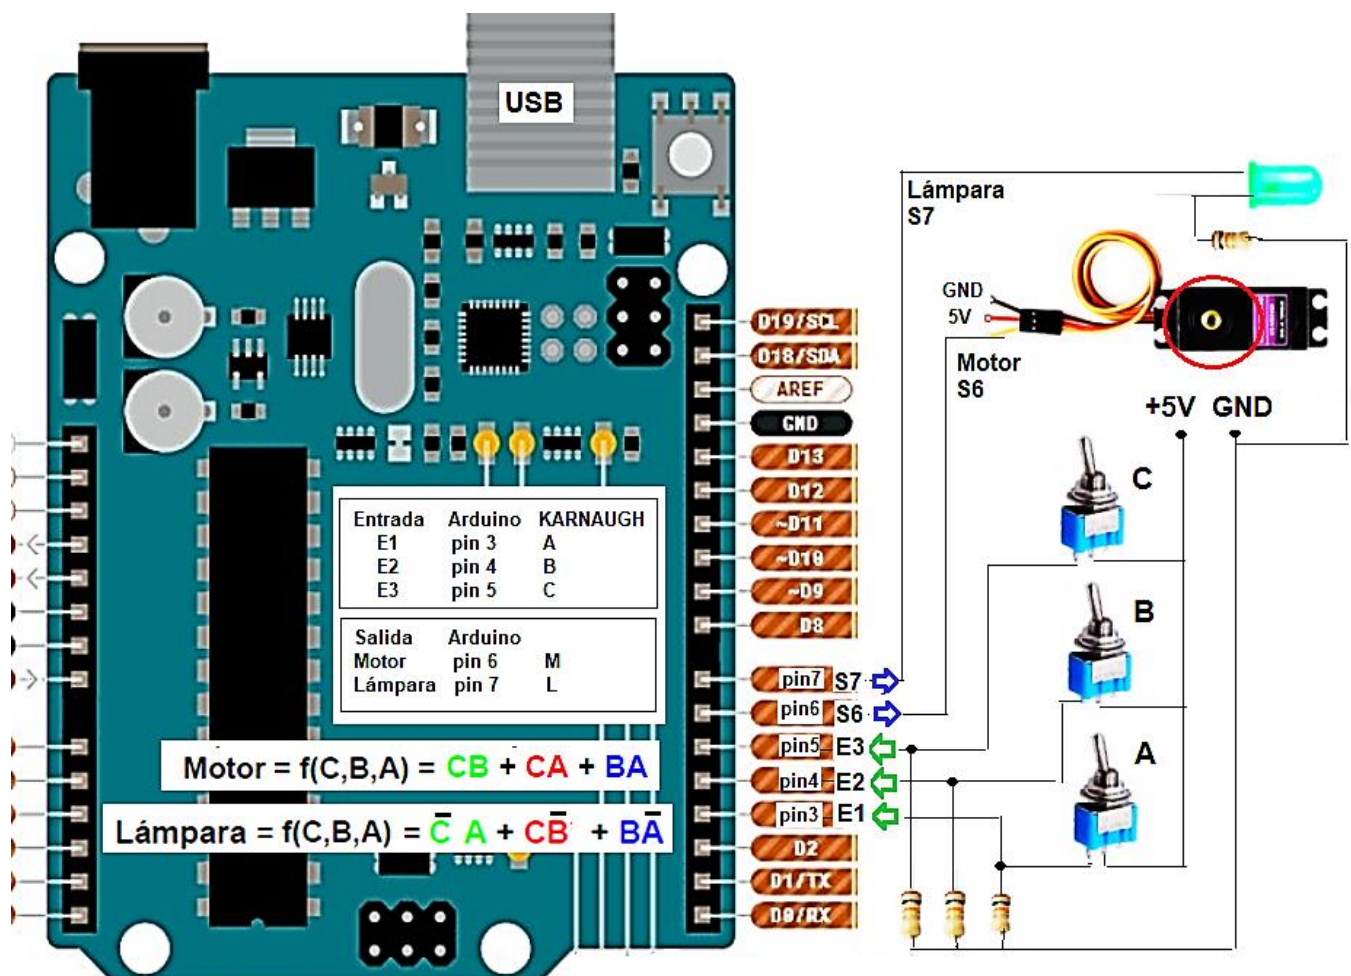 USB
Lámpara
S7
GND
5V
Motor
S6
+5V GND
C
B
A
D19/SCL
D18/SDA
AREF
GND
D13
D12
~D11
~D10
~D9
D8
pin7 S7
pin6 S6
pin5 E3
pin4 E2
pin3 E1
D2
D1/TX
D0/RX
Entrada Arduino KARNAUGH
E1 pin 3 A
E2 pin 4 B
E3 pin 5 C
Salida Arduino
Motor pin 6 M
Lámpara pin 7 L
Motor = f(C,B,A) = CB + CA + BA
Lámpara = f(C,B,A) = C̅ A + CB̅ + BA̅